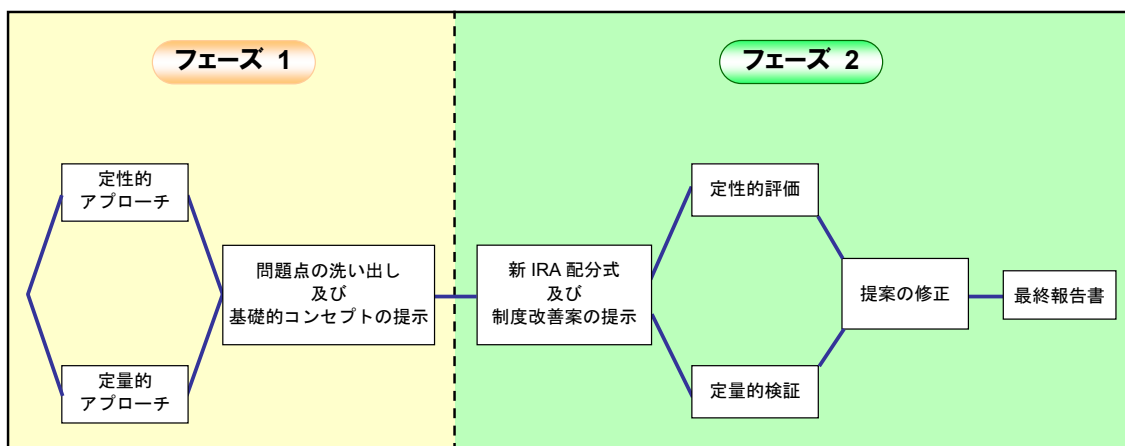 フェーズ 1
フェーズ 2
定性的
アプローチ
定量的
アプローチ
問題点の洗い出し
及び
基礎的コンセプトの提示
新 IRA 配分式
及び
制度改善案の提示
定性的評価
定量的検証
提案の修正
最終報告書